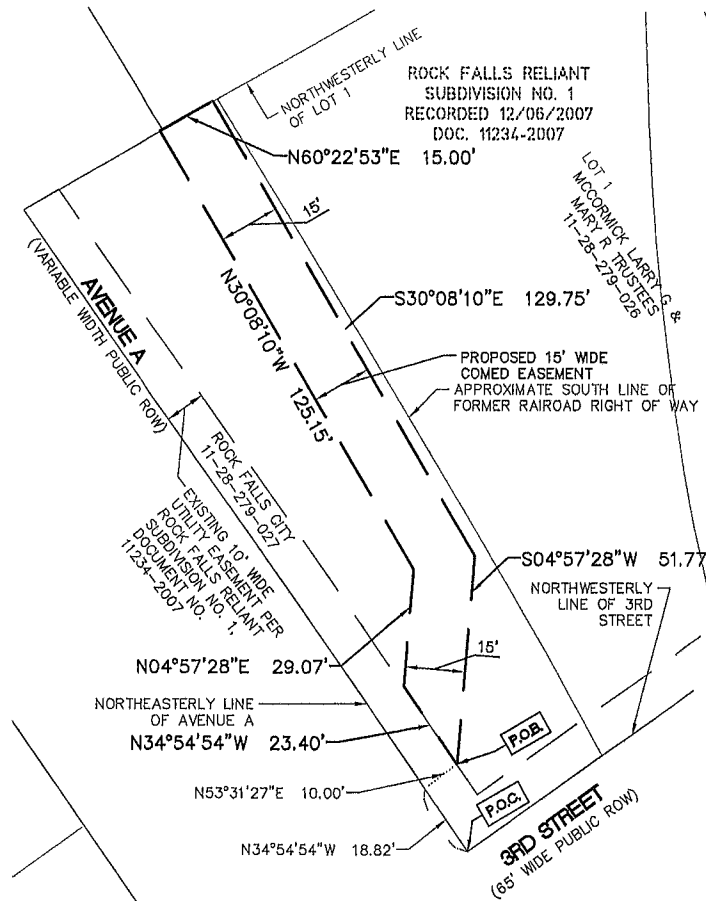 NORTHWESTERLY LINE
OF LOT 1
ROCK FALLS RELIANT
SUBDIVISION NO. 1
RECORDED 12/06/2007
DOC. 11234-2007
N60°22'53"E 15.00'
LOT 1
MCCORMICK LARRY G &
MARY R TRUSTEES
11-28-279-026
15'
AVENUE A
(VARIABLE WIDTH PUBLIC ROW)
N30°08'10"W 125.15'
S30°08'10"E 129.75'
PROPOSED 15' WIDE
COMED EASEMENT
APPROXIMATE SOUTH LINE OF
FORMER RAIROAD RIGHT OF WAY
ROCK FALLS CITY
11-28-279-027
EXISTING 10' WIDE
UTILITY EASEMENT PER
ROCK FALLS RELIANT
SUBDIVISION NO. 1,
DOCUMENT NO.
11234-2007
S04°57'28"W 51.77
NORTHWESTERLY
LINE OF 3RD
STREET
15'
N04°57'28"E 29.07'
NORTHEASTERLY LINE
OF AVENUE A
N34°54'54"W 23.40'
P.O.B.
N53°31'27"E 10.00'
P.O.C.
N34°54'54"W 18.82'
3RD STREET
(65' WIDE PUBLIC ROW)